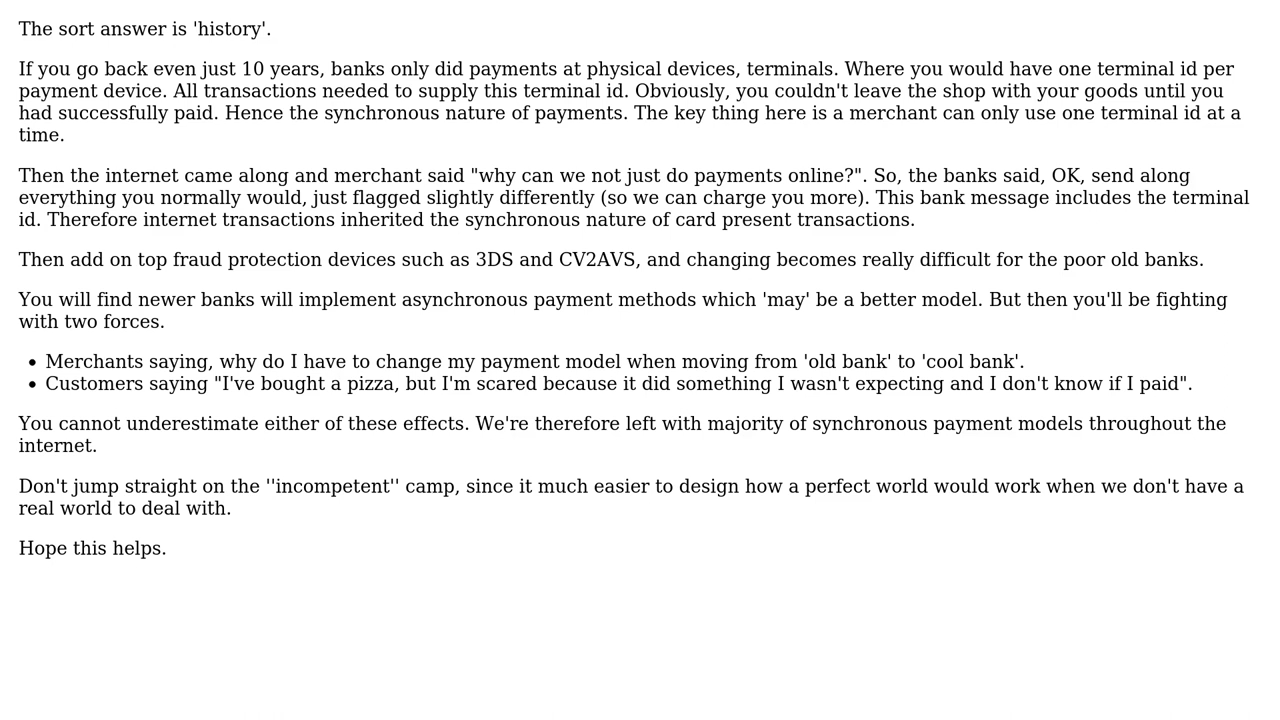 The sort answer is 'history'.
If you go back even just 10 years, banks only did payments at physical devices, terminals. Where you would have one terminal id per
payment device. All transactions needed to supply this terminal id. Obviously, you couldn't leave the shop with your goods until you
had successfully paid. Hence the synchronous nature of payments. The key thing here is a merchant can only use one terminal id at a
time.
Then the internet came along and merchant said "why can we not just do payments online?". So, the banks said, OK, send along
everything you normally would, just flagged slightly differently (so we can charge you more). This bank message includes the terminal
id. Therefore internet transactions inherited the synchronous nature of card present transactions.
Then add on top fraud protection devices such as 3DS and CV2AVS, and changing becomes really difficult for the poor old banks.
You will find newer banks will implement asynchronous payment methods which 'may' be a better model. But then you'll be fighting
with two forces.
• Merchants saying, why do I have to change my payment model when moving from 'old bank' to 'cool bank'.
• Customers saying "I've bought a pizza, but I'm scared because it did something I wasn't expecting and I don't know if I paid".
You cannot underestimate either of these effects. We're therefore left with majority of synchronous payment models throughout the
internet.
Don't jump straight on the ''incompetent'' camp, since it much easier to design how a perfect world would work when we don't have a
real world to deal with.
Hope this helps.